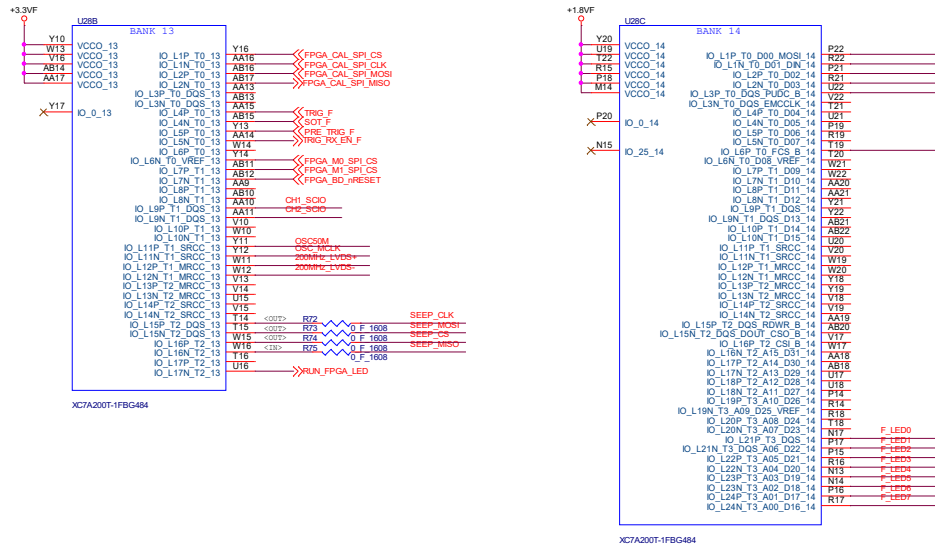 +3.3VF
U28B
BANK 13
Y10 VCCO_13
W13 VCCO_13
V16 VCCO_13
AB14 VCCO_13
AA17 VCCO_13
Y17 IO_0_13
IO_L1P_T0_13 Y16 FPGA_CAL_SPI_CS
IO_L1N_T0_13 AA16 FPGA_CAL_SPI_CLK
IO_L2P_T0_13 AB16 FPGA_CAL_SPI_MOSI
IO_L2N_T0_13 AB17 FPGA_CAL_SPI_MISO
IO_L3P_T0_DQS_13 AA13
IO_L3N_T0_DQS_13 AB13
IO_L4P_T0_13 AA15 TRIG_F
IO_L4N_T0_13 AB15 SOT_F
IO_L5P_T0_13 Y13 PRE_TRIG_F
IO_L5N_T0_13 AA14 TRIG_RX_EN_F
IO_L6P_T0_13 W14
IO_L6N_T0_VREF_13 Y14 FPGA_M0_SPI_CS
IO_L7P_T1_13 AB11 FPGA_M1_SPI_CS
IO_L7N_T1_13 AB12 FPGA_BD_nRESET
IO_L8P_T1_13 AA9
IO_L8N_T1_13 AB10
IO_L9P_T1_DQS_13 AA10 CH1_SCIO
IO_L9N_T1_DQS_13 AA11 CH2_SCIO
IO_L10P_T1_13 V10
IO_L10N_T1_13 W10
IO_L11P_T1_SRCC_13 Y11 OSC50M
IO_L11N_T1_SRCC_13 Y12 OSC_MCLK
IO_L12P_T1_MRCC_13 W11 200MHz_LVDS+
IO_L12N_T1_MRCC_13 W12 200MHz_LVDS-
IO_L13P_T2_MRCC_13 V13
IO_L13N_T2_MRCC_13 V14
IO_L14P_T2_SRCC_13 U15
IO_L14N_T2_SRCC_13 V15
IO_L15P_T2_DQS_13 T14 <OUT> R72 SEEP_CLK
IO_L15N_T2_DQS_13 T15 <OUT> R73 0_F_1608 SEEP_MOSI
IO_L16P_T2_13 W15 <OUT> R74 0_F_1608 SEEP_CS
IO_L16N_T2_13 W16 <IN> R75 0_F_1608 SEEP_MISO
IO_L17P_T2_13 T16 0_F_1608
IO_L17N_T2_13 U16 RUN_FPGA_LED
XC7A200T-1FBG484
+1.8VF
U28C
BANK 14
Y20 VCCO_14
U19 VCCO_14
T22 VCCO_14
R15 VCCO_14
P18 VCCO_14
M14 VCCO_14
P20 IO_0_14
N15 IO_25_14
IO_L1P_T0_D00_MOSI_14 P22
IO_L1N_T0_D01_DIN_14 R22
IO_L2P_T0_D02_14 P21
IO_L2N_T0_D03_14 R21
IO_L3P_T0_DQS_PUDC_B_14 U22
IO_L3N_T0_DQS_EMCCLK_14 V22
IO_L4P_T0_D04_14 T21
IO_L4N_T0_D05_14 U21
IO_L5P_T0_D06_14 P19
IO_L5N_T0_D07_14 R19
IO_L6P_T0_FCS_B_14 T19
IO_L6N_T0_D08_VREF_14 T20
IO_L7P_T1_D09_14 W21
IO_L7N_T1_D10_14 W22
IO_L8P_T1_D11_14 AA20
IO_L8N_T1_D12_14 AA21
IO_L9P_T1_DQS_14 Y21
IO_L9N_T1_DQS_D13_14 Y22
IO_L10P_T1_D14_14 AB21
IO_L10N_T1_D15_14 AB22
IO_L11P_T1_SRCC_14 U20
IO_L11N_T1_SRCC_14 V20
IO_L12P_T1_MRCC_14 W19
IO_L12N_T1_MRCC_14 W20
IO_L13P_T2_MRCC_14 Y18
IO_L13N_T2_MRCC_14 Y19
IO_L14P_T2_SRCC_14 V18
IO_L14N_T2_SRCC_14 V19
IO_L15P_T2_DQS_RDWR_B_14 AA19
IO_L15N_T2_DQS_DOUT_CSO_B_14 AB20
IO_L16P_T2_CSI_B_14 V17
IO_L16N_T2_A15_D31_14 W17
IO_L17P_T2_A14_D30_14 AA18
IO_L17N_T2_A13_D29_14 AB18
IO_L18P_T2_A12_D28_14 U17
IO_L18N_T2_A11_D27_14 U18
IO_L19P_T3_A10_D26_14 P14
IO_L19N_T3_A09_D25_VREF_14 R14
IO_L20P_T3_A08_D24_14 R18
IO_L20N_T3_A07_D23_14 T18
IO_L21P_T3_DQS_14 N17 F_LED0
IO_L21N_T3_DQS_A06_D22_14 P17 F_LED1
IO_L22P_T3_A05_D21_14 P15 F_LED2
IO_L22N_T3_A04_D20_14 R16 F_LED3
IO_L23P_T3_A03_D19_14 N13 F_LED4
IO_L23N_T3_A02_D18_14 N14 F_LED5
IO_L24P_T3_A01_D17_14 P16 F_LED6
IO_L24N_T3_A00_D16_14 R17 F_LED7
XC7A200T-1FBG484